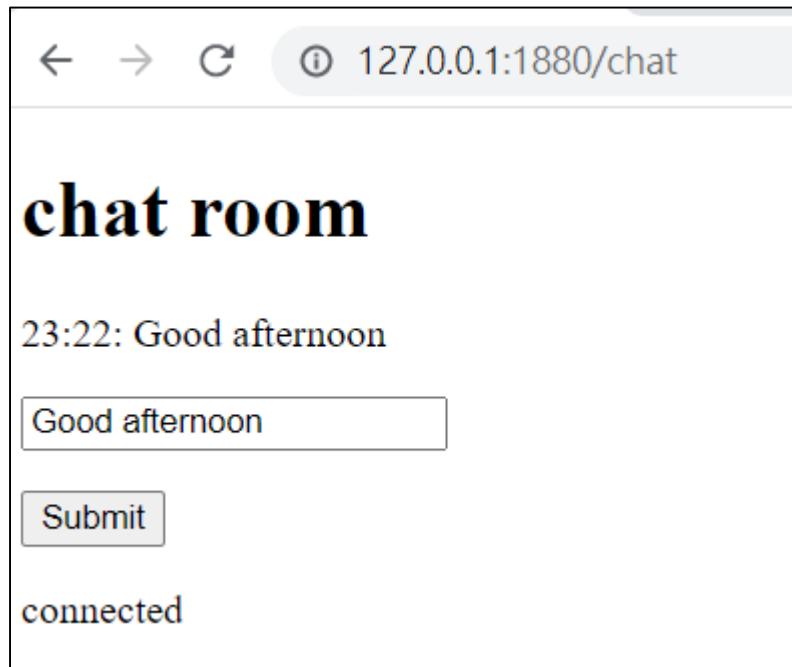 127.0.0.1:1880/chat
chat room
23:22: Good afternoon
Good afternoon
Submit
connected